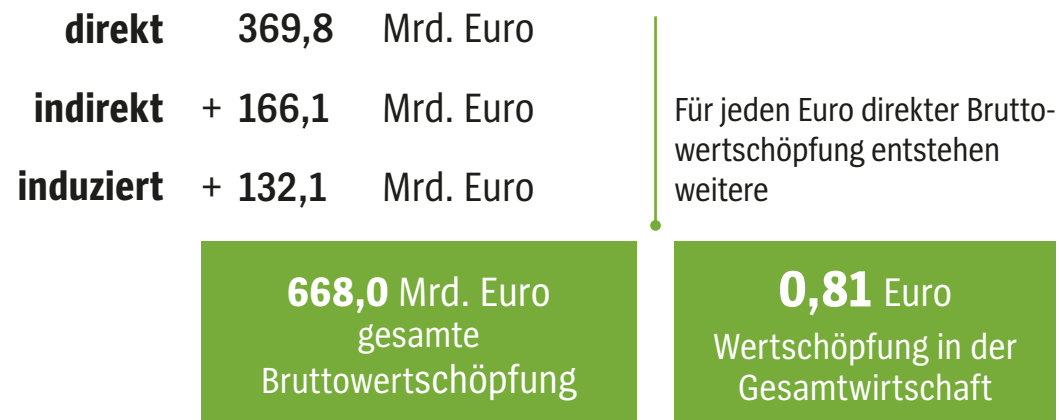 direkt 369,8 Mrd. Euro
indirekt + 166,1 Mrd. Euro
induziert + 132,1 Mrd. Euro
668,0 Mrd. Euro
gesamte
Bruttowertschöpfung
Für jeden Euro direkter Brutto-
wertschöpfung entstehen
weitere
0,81 Euro
Wertschöpfung in der
Gesamtwirtschaft